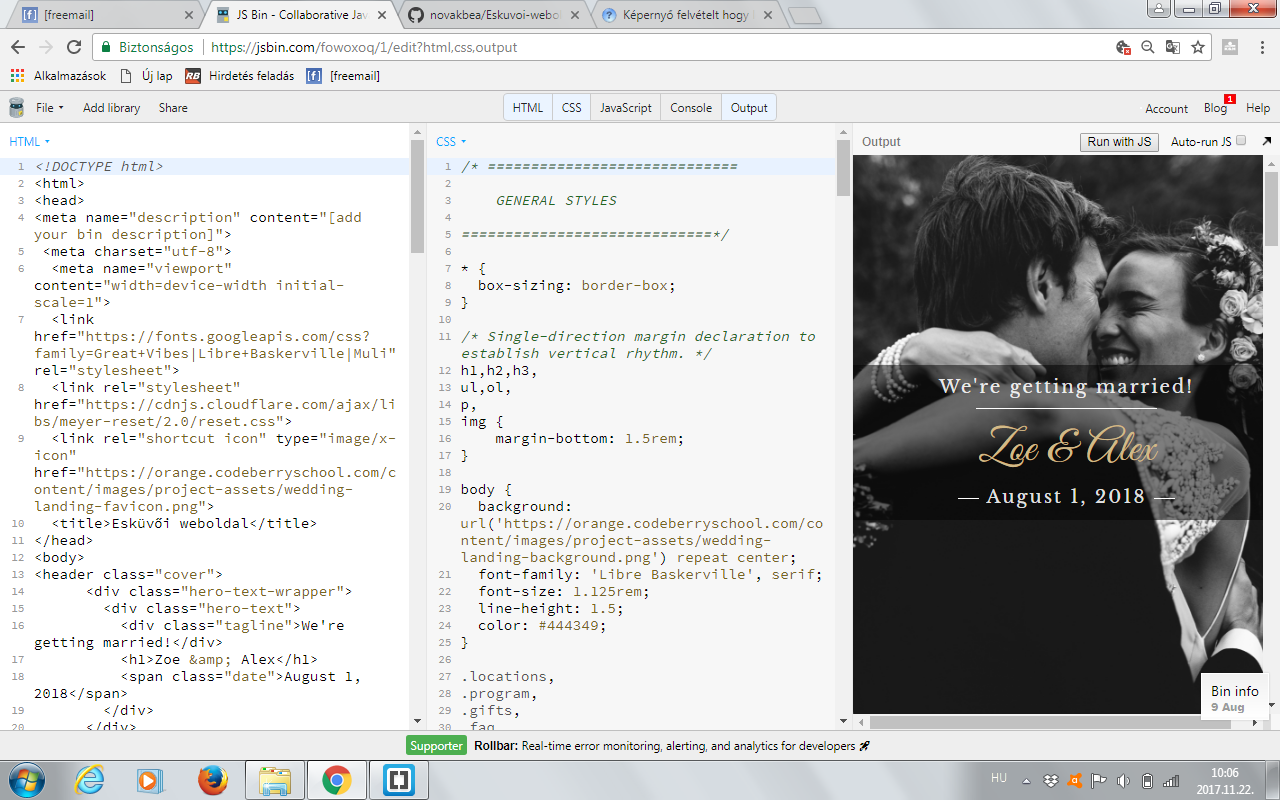 [freemail]
JS Bin - Collaborative Jav
novakbea/Eskuvoi-webol
Képernyő felvételt hogy
Biztonságos
https://jsbin.com/fowoxoq/1/edit?html,css,output
Alkalmazások
Új lap
RB
Hirdetés feladás
[f]
[freemail]
File
Add library
Share
HTML
CSS
JavaScript
Console
Output
Account
Blog
1
Help
HTML
1 <!DOCTYPE html>
2 <html>
3 <head>
4 <meta name="description" content="[add
your bin description]">
5 <meta charset="utf-8">
6 <meta name="viewport"
content="width=device-width initial-
scale=1">
7 <link
href="https://fonts.googleapis.com/css?
family=Great+Vibes|Libre+Baskerville|Muli"
rel="stylesheet">
8 <link rel="stylesheet"
href="https://cdnjs.cloudflare.com/ajax/li
bs/meyer-reset/2.0/reset.css">
9 <link rel="shortcut icon" type="image/x-
icon"
href="https://orange.codeberryschool.com/c
ontent/images/project-assets/wedding-
landing-favicon.png">
10 <title>Esküvői weboldal</title>
11 </head>
12 <body>
13 <header class="cover">
14 <div class="hero-text-wrapper">
15 <div class="hero-text">
16 <div class="tagline">We're
getting married!</div>
17 <h1>Zoe &amp; Alex</h1>
18 <span class="date">August 1,
2018</span>
19 </div>
20 </div>
CSS
1 /* =============================
2
3 GENERAL STYLES
4
5 =============================*/
6
7 * {
8 box-sizing: border-box;
9 }
10
11 /* Single-direction margin declaration to
establish vertical rhythm. */
12 h1,h2,h3,
13 ul,ol,
14 p,
15 img {
16 margin-bottom: 1.5rem;
17 }
18
19 body {
20 background:
url('https://orange.codeberryschool.com/co
ntent/images/project-assets/wedding-
landing-background.png') repeat center;
21 font-family: 'Libre Baskerville', serif;
22 font-size: 1.125rem;
23 line-height: 1.5;
24 color: #444349;
25 }
26
27 .locations,
28 .program,
29 .gifts,
30 .faq
Output
Run with JS
Auto-run JS
We're getting married!
Zoe & Alex
— August 1, 2018 —
Bin info
9 Aug
Supporter
Rollbar: Real-time error monitoring, alerting, and analytics for developers
HU
10:06
2017.11.22.